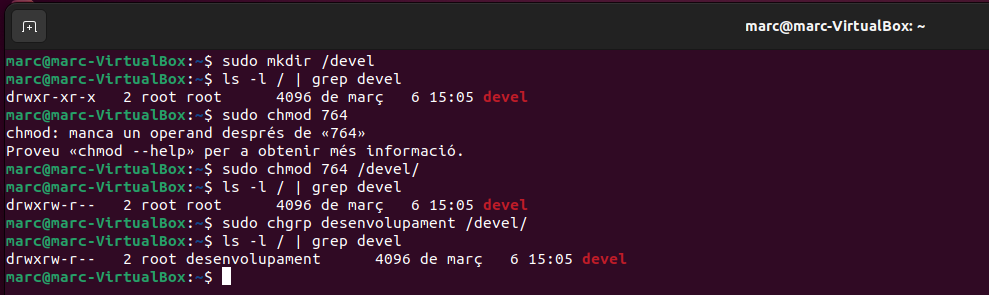 marc@marc-VirtualBox: ~
marc@marc-VirtualBox:~$ sudo mkdir /devel
marc@marc-VirtualBox:~$ ls -l / | grep devel
drwxr-xr-x   2 root root       4096 de març   6 15:05 devel
marc@marc-VirtualBox:~$ sudo chmod 764
chmod: manca un operand després de «764»
Proveu «chmod --help» per a obtenir més informació.
marc@marc-VirtualBox:~$ sudo chmod 764 /devel/
marc@marc-VirtualBox:~$ ls -l / | grep devel
drwxrw-r--   2 root root       4096 de març   6 15:05 devel
marc@marc-VirtualBox:~$ sudo chgrp desenvolupament /devel/
marc@marc-VirtualBox:~$ ls -l / | grep devel
drwxrw-r--   2 root desenvolupament       4096 de març   6 15:05 devel
marc@marc-VirtualBox:~$